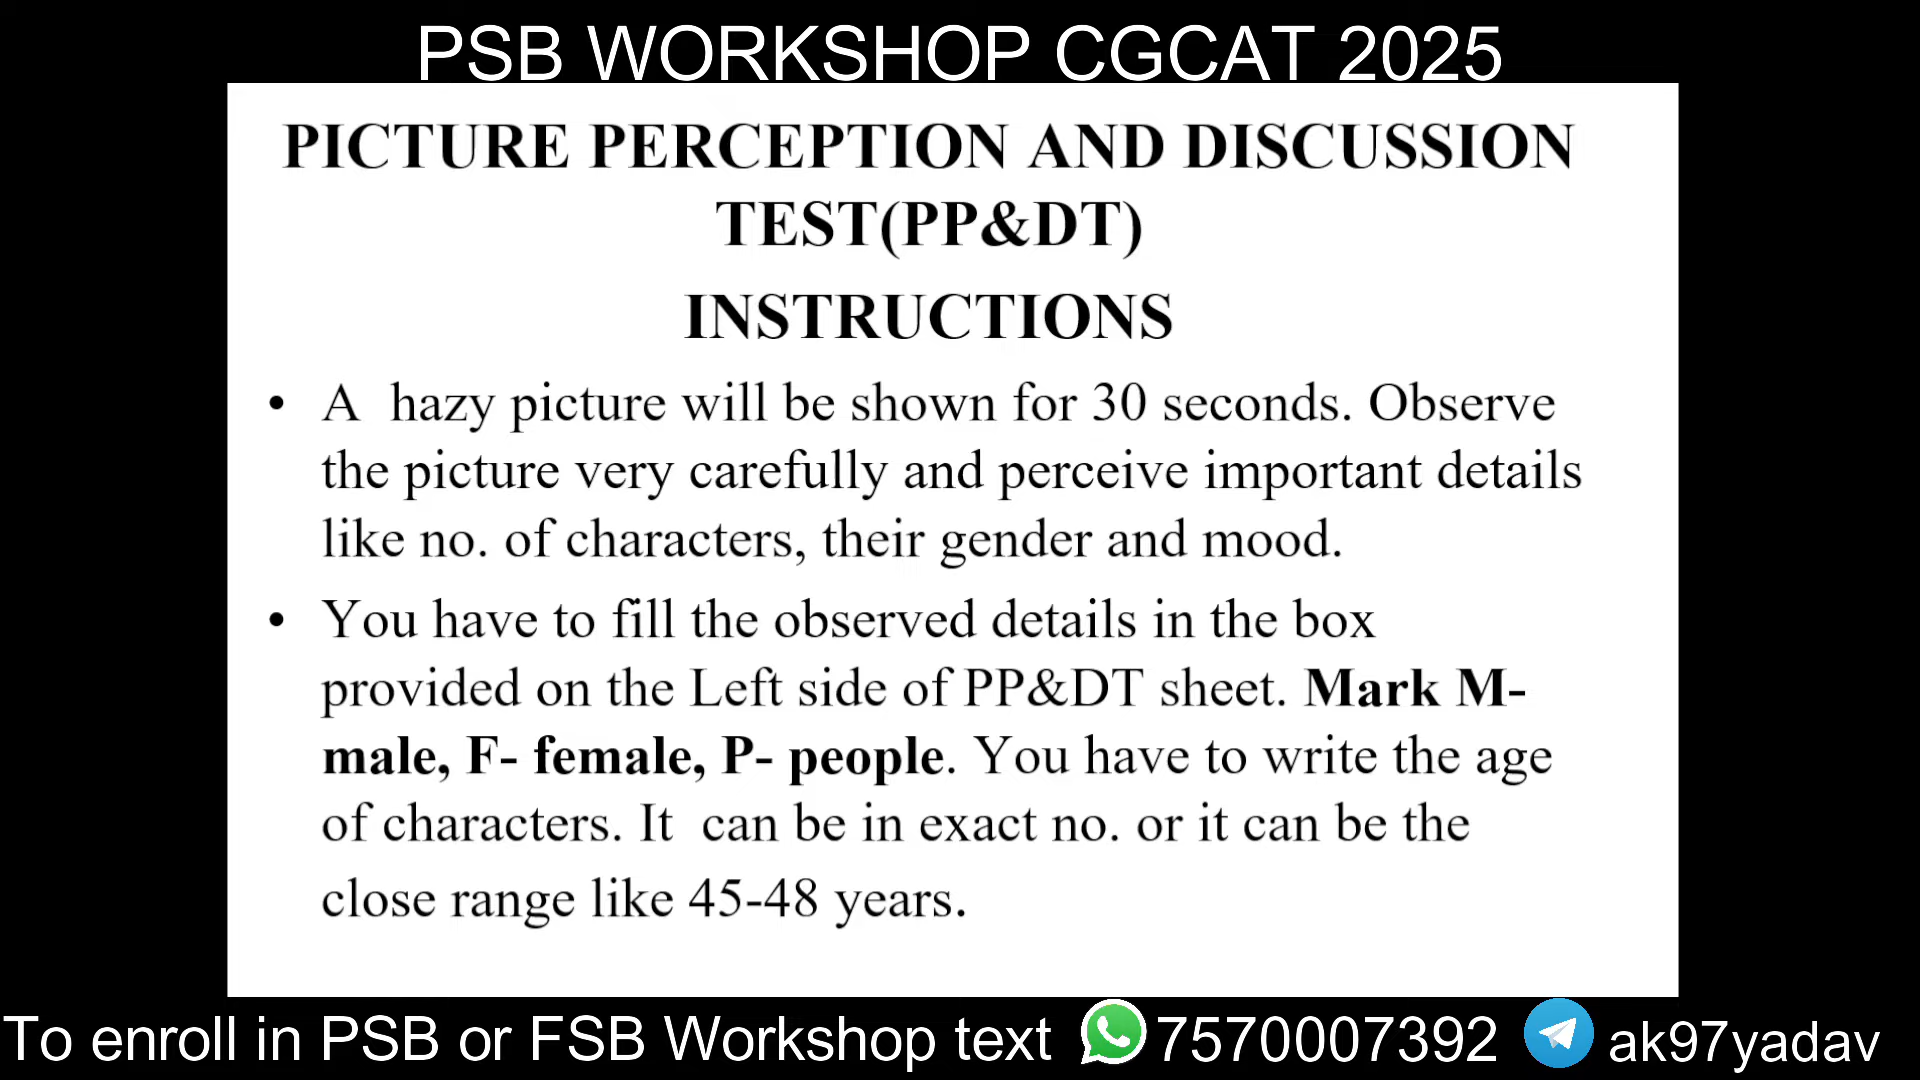 PSB WORKSHOP CGCAT 2025
PICTURE PERCEPTION AND DISCUSSION
TEST(PP&DT)
INSTRUCTIONS
• A hazy picture will be shown for 30 seconds. Observe
the picture very carefully and perceive important details
like no. of characters, their gender and mood.
• You have to fill the observed details in the box
provided on the Left side of PP&DT sheet. Mark M-
male, F- female, P- people. You have to write the age
of characters. It can be in exact no. or it can be the
close range like 45-48 years.
To enroll in PSB or FSB Workshop text 7570007392 ak97yadav